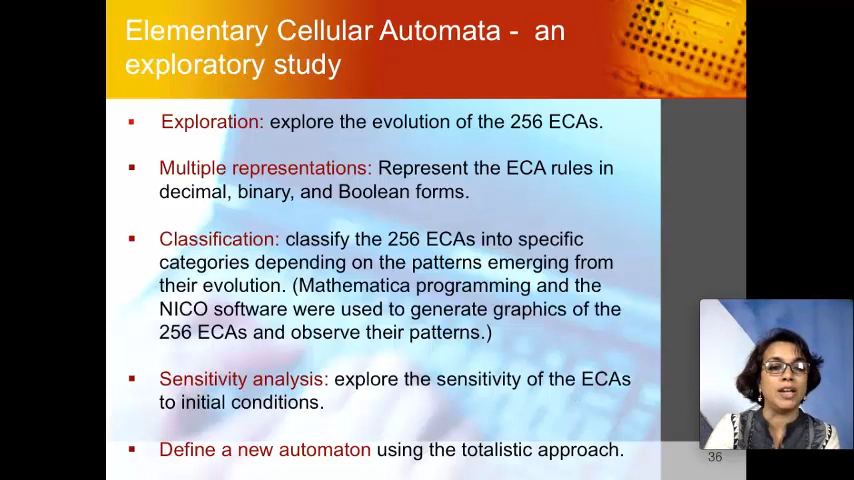 Elementary Cellular Automata -  an
exploratory study
▪ Exploration: explore the evolution of the 256 ECAs.
▪ Multiple representations: Represent the ECA rules in
decimal, binary, and Boolean forms.
▪ Classification: classify the 256 ECAs into specific
categories depending on the patterns emerging from
their evolution. (Mathematica programming and the
NICO software were used to generate graphics of the
256 ECAs and observe their patterns.)
▪ Sensitivity analysis: explore the sensitivity of the ECAs
to initial conditions.
▪ Define a new automaton using the totalistic approach.
36